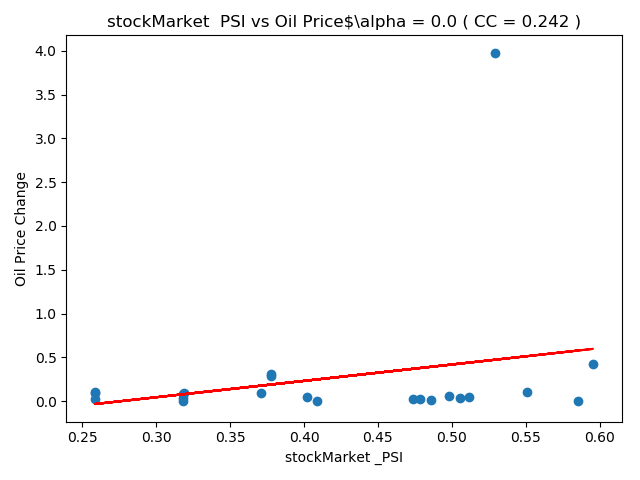 stockMarket  PSI vs Oil Price$\alpha = 0.0 ( CC = 0.242 )
Oil Price Change
4.0
3.5
3.0
2.5
2.0
1.5
1.0
0.5
0.0
0.25 0.30 0.35 0.40 0.45 0.50 0.55 0.60
stockMarket _PSI